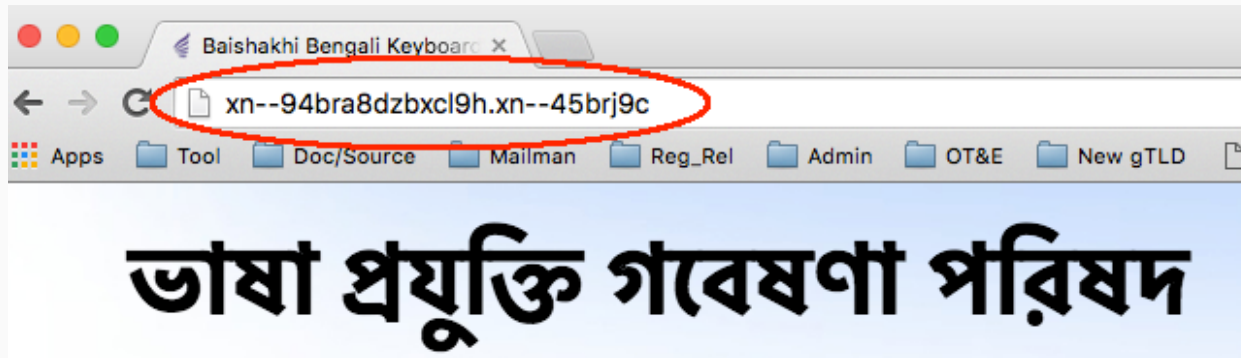 Baishakhi Bengali Keyboard
xn--94bra8dzbxcl9h.xn--45brj9c
Apps Tool Doc/Source Mailman Reg_Rel Admin OT&E New gTLD
ভাষা প্রযুক্তি গবেষণা পরিষদ